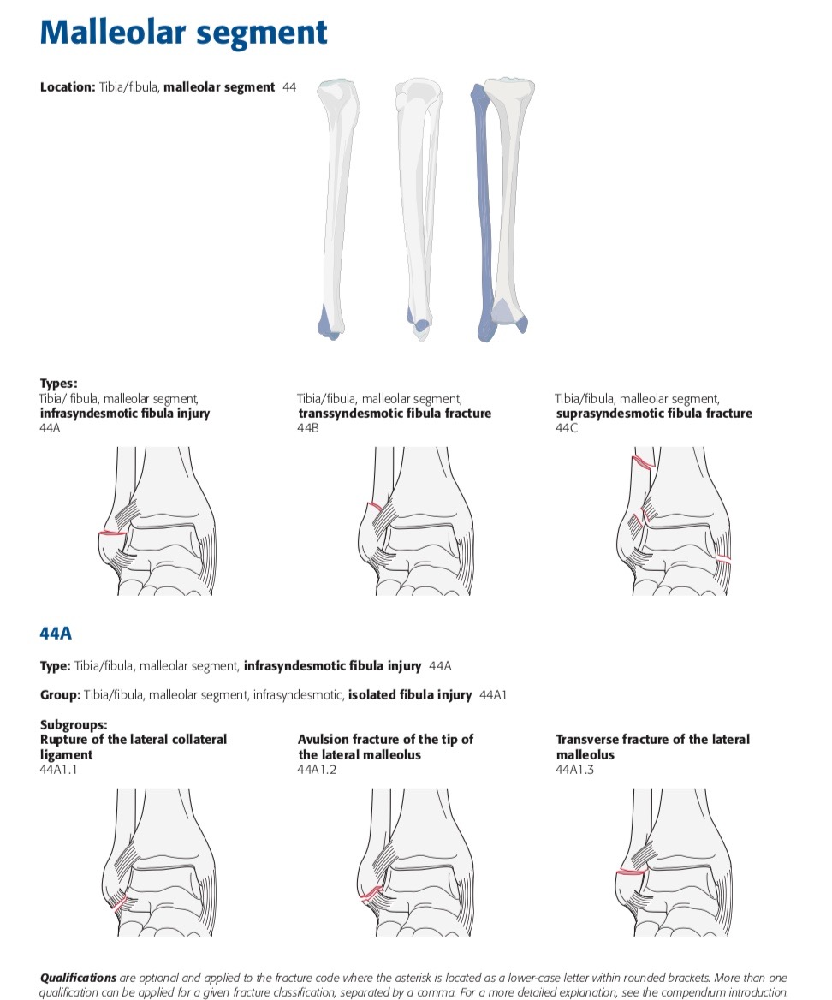 Malleolar segment
Location: Tibia/fibula, malleolar segment 44
Types:
Tibia/ fibula, malleolar segment,
infrasyndesmotic fibula injury
44A
Tibia/fibula, malleolar segment,
transsyndesmotic fibula fracture
44B
Tibia/fibula, malleolar segment,
suprasyndesmotic fibula fracture
44C
44A
Type: Tibia/fibula, malleolar segment, infrasyndesmotic fibula injury 44A
Group: Tibia/fibula, malleolar segment, infrasyndesmotic, isolated fibula injury 44A1
Subgroups:
Rupture of the lateral collateral
ligament
44A1.1
Avulsion fracture of the tip of
the lateral malleolus
44A1.2
Transverse fracture of the lateral
malleolus
44A1.3
Qualifications are optional and applied to the fracture code where the asterisk is located as a lower-case letter within rounded brackets. More than one
qualification can be applied for a given fracture classification, separated by a comma. For a more detailed explanation, see the compendium introduction.